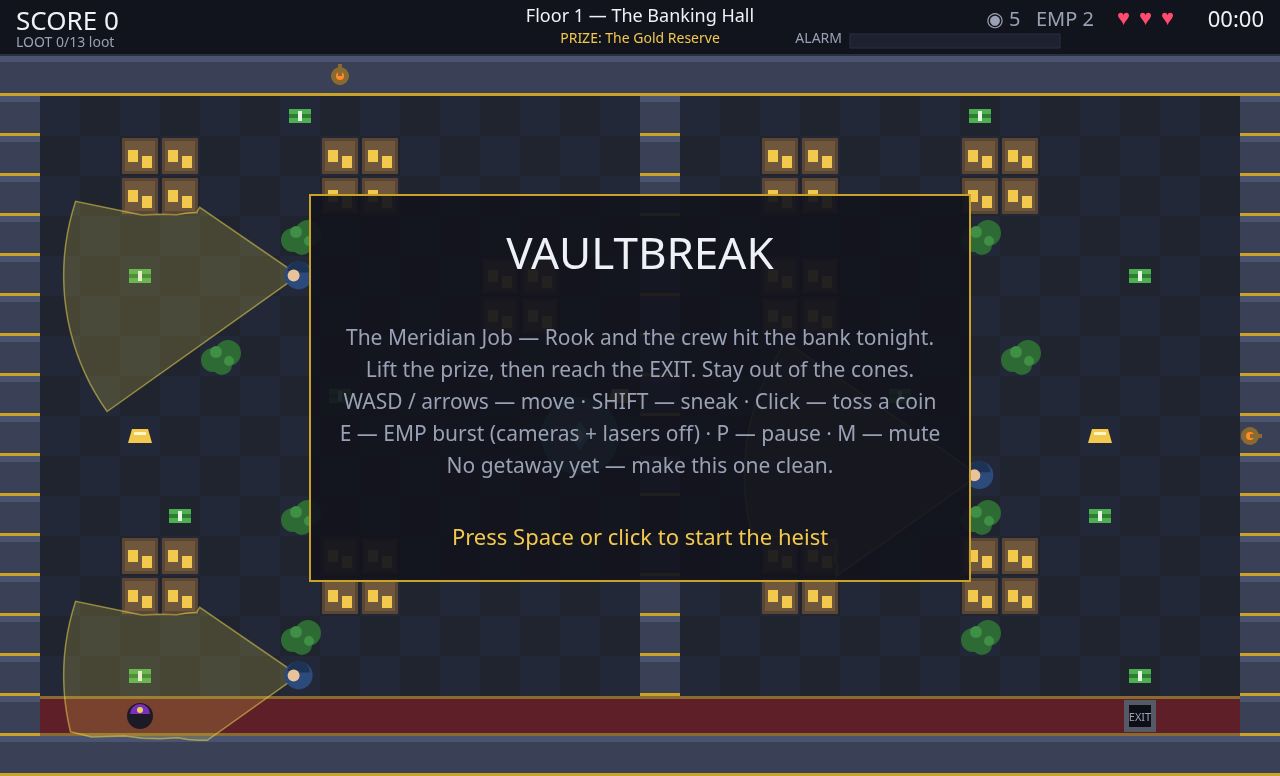 SCORE 0
LOOT 0/13 loot
Floor 1 — The Banking Hall
PRIZE: The Gold Reserve
ALARM
◉ 5 EMP 2 ♥ ♥ ♥ 00:00
VAULTBREAK
The Meridian Job — Rook and the crew hit the bank tonight.
Lift the prize, then reach the EXIT. Stay out of the cones.
WASD / arrows — move · SHIFT — sneak · Click — toss a coin
E — EMP burst (cameras + lasers off) · P — pause · M — mute
No getaway yet — make this one clean.
Press Space or click to start the heist
EXIT